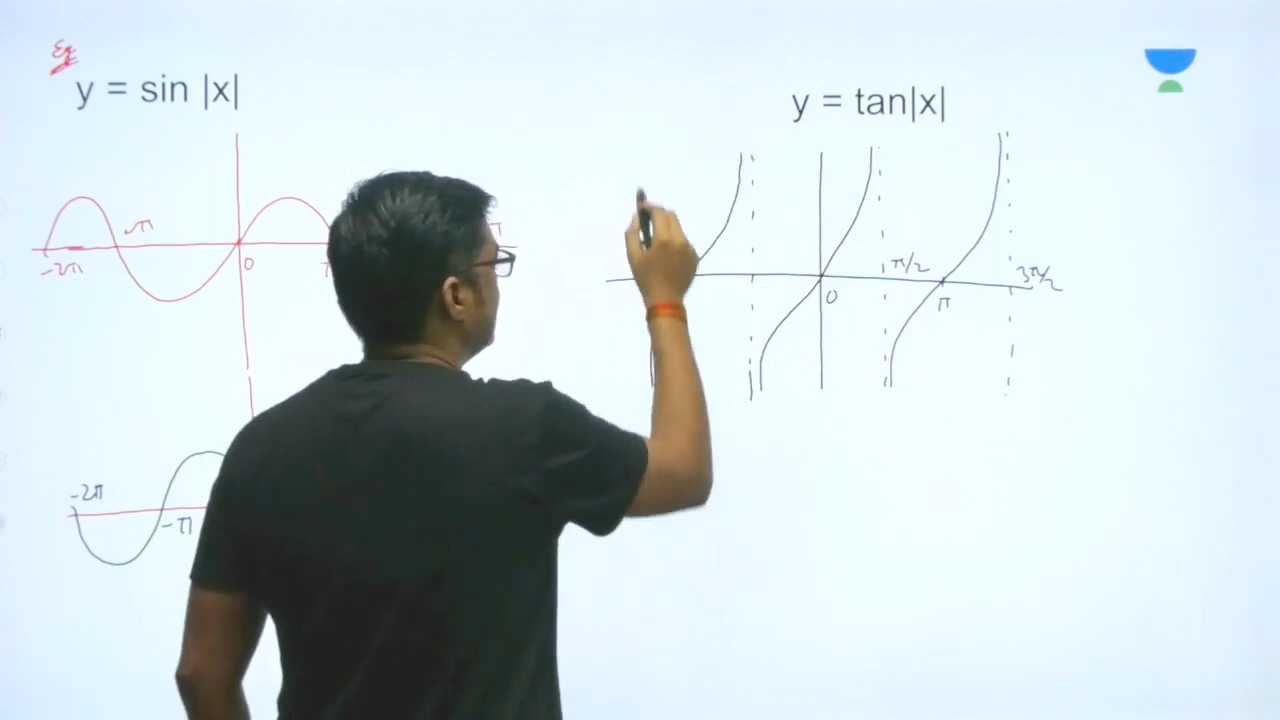 Eg
y = sin |x|
-π
-2π
0
π
-2π
-π
y = tan|x|
π/2
3π/2
0
π